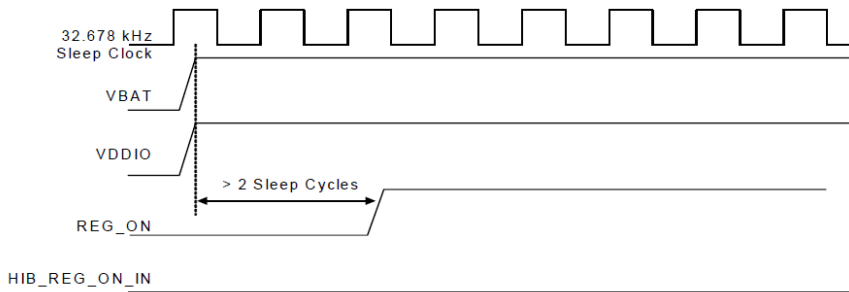 32.678 kHz
Sleep Clock
VBAT
VDDIO
> 2 Sleep Cycles
REG_ON
HIB_REG_ON_IN